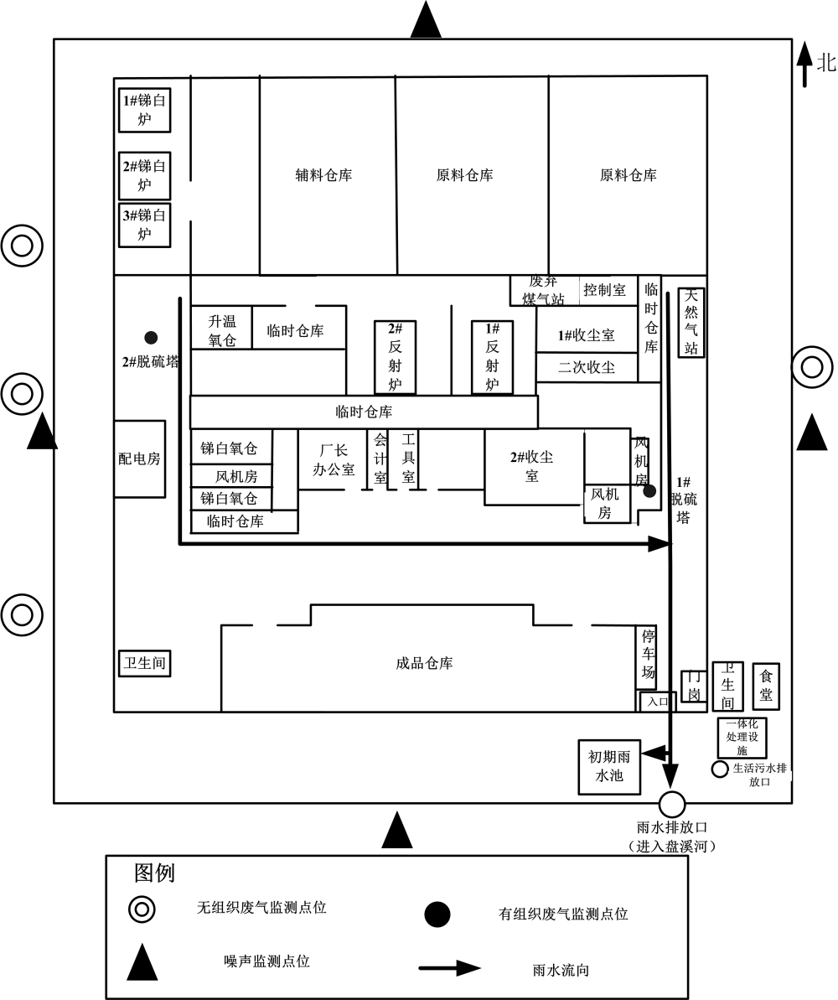 北
1#锑白
炉
2#锑白
炉
3#锑白
炉
辅料仓库
原料仓库
原料仓库
废弃
煤气站
控制室
临
时
仓
库
天
然
气
站
升温
氧仓
临时仓库
2#
反
射
炉
1#
反
射
炉
1#收尘室
二次收尘
2#脱硫塔
临时仓库
配电房
锑白氧仓
风机房
锑白氧仓
临时仓库
厂长
办公室
会
计
室
工
具
室
2#收尘
室
风
机
房
风机
房
1#
脱硫
塔
卫生间
成品仓库
停
车
场
入口
门
岗
卫
生
间
食
堂
一体化
处理设
施
生活污水排
放口
初期雨
水池
雨水排放口
（进入盘溪河）
图例
无组织废气监测点位
有组织废气监测点位
噪声监测点位
雨水流向